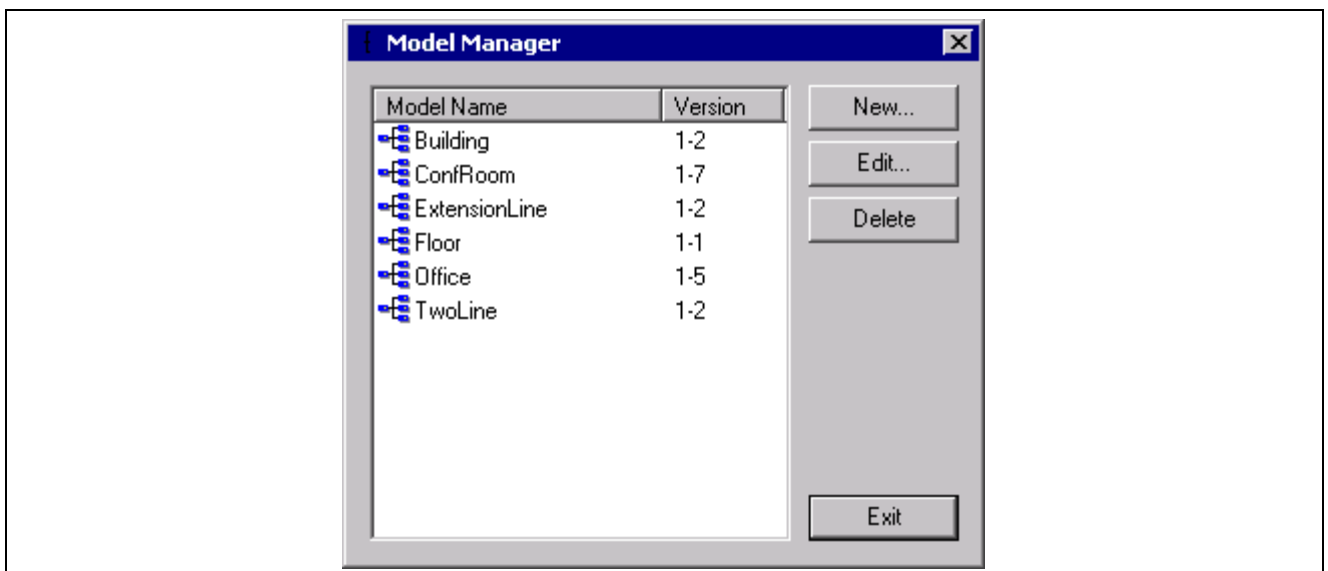 Model Manager
Model Name Version
New...
Building 1-2
Edit...
ConfRoom 1-7
ExtensionLine 1-2
Delete
Floor 1-1
Office 1-5
TwoLine 1-2
Exit